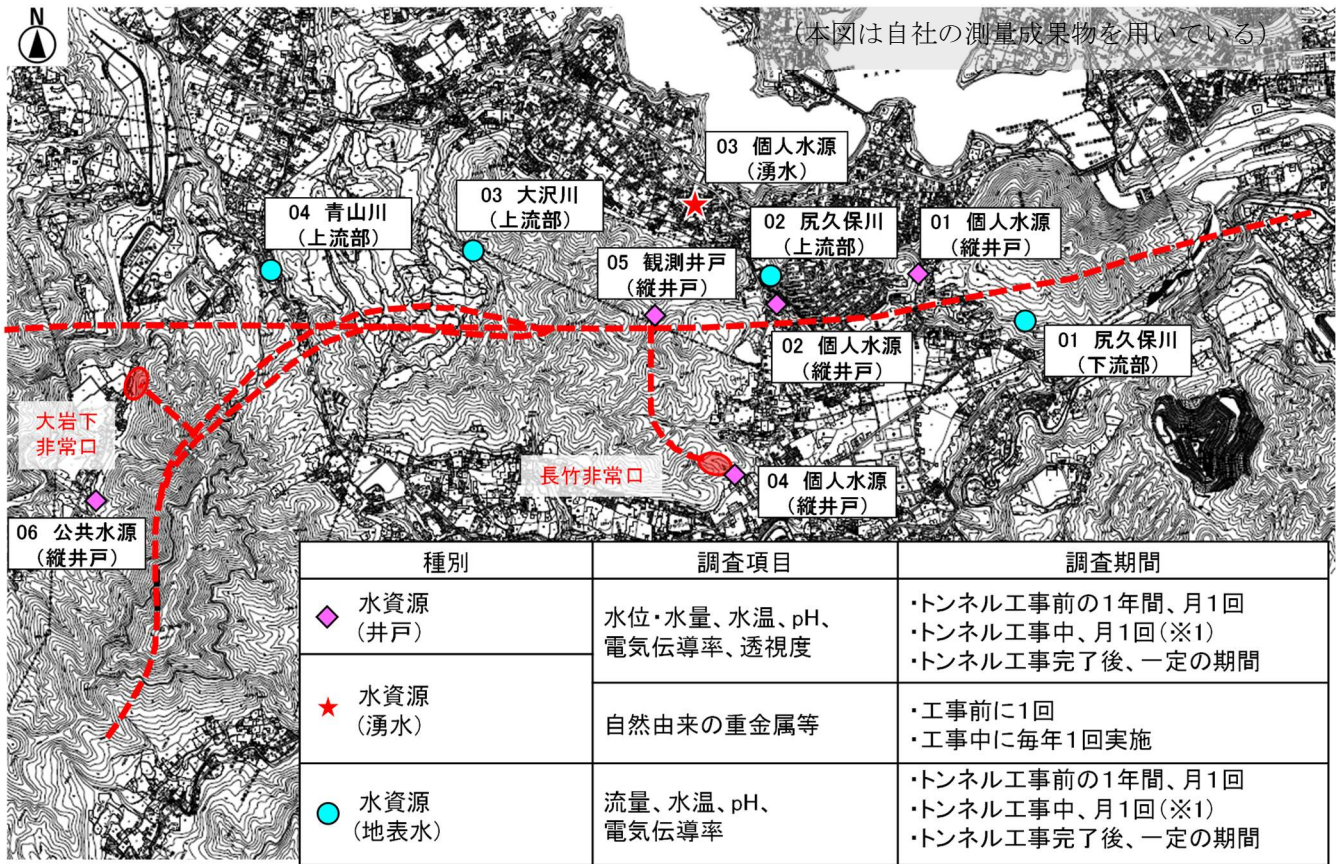 N
(本図は自社の測量成果物を用いている)
03 個人水源
(湧水)
03 大沢川
(上流部)
04 青山川
(上流部)
02 尻久保川
(上流部)
01 個人水源
(縦井戸)
05 観測井戸
(縦井戸)
02 個人水源
(縦井戸)
01 尻久保川
(下流部)
大岩下
非常口
長竹非常口
04 個人水源
(縦井戸)
06 公共水源
(縦井戸)
種別
調査項目
調査期間
水資源
(井戸)
水位・水量、水温、pH、
電気伝導率、透視度
・トンネル工事前の1年間、月1回
・トンネル工事中、月1回(※1)
・トンネル工事完了後、一定の期間
水資源
(湧水)
自然由来の重金属等
・工事前に1回
・工事中に毎年1回実施
水資源
(地表水)
流量、水温、pH、
電気伝導率
・トンネル工事前の1年間、月1回
・トンネル工事中、月1回(※1)
・トンネル工事完了後、一定の期間